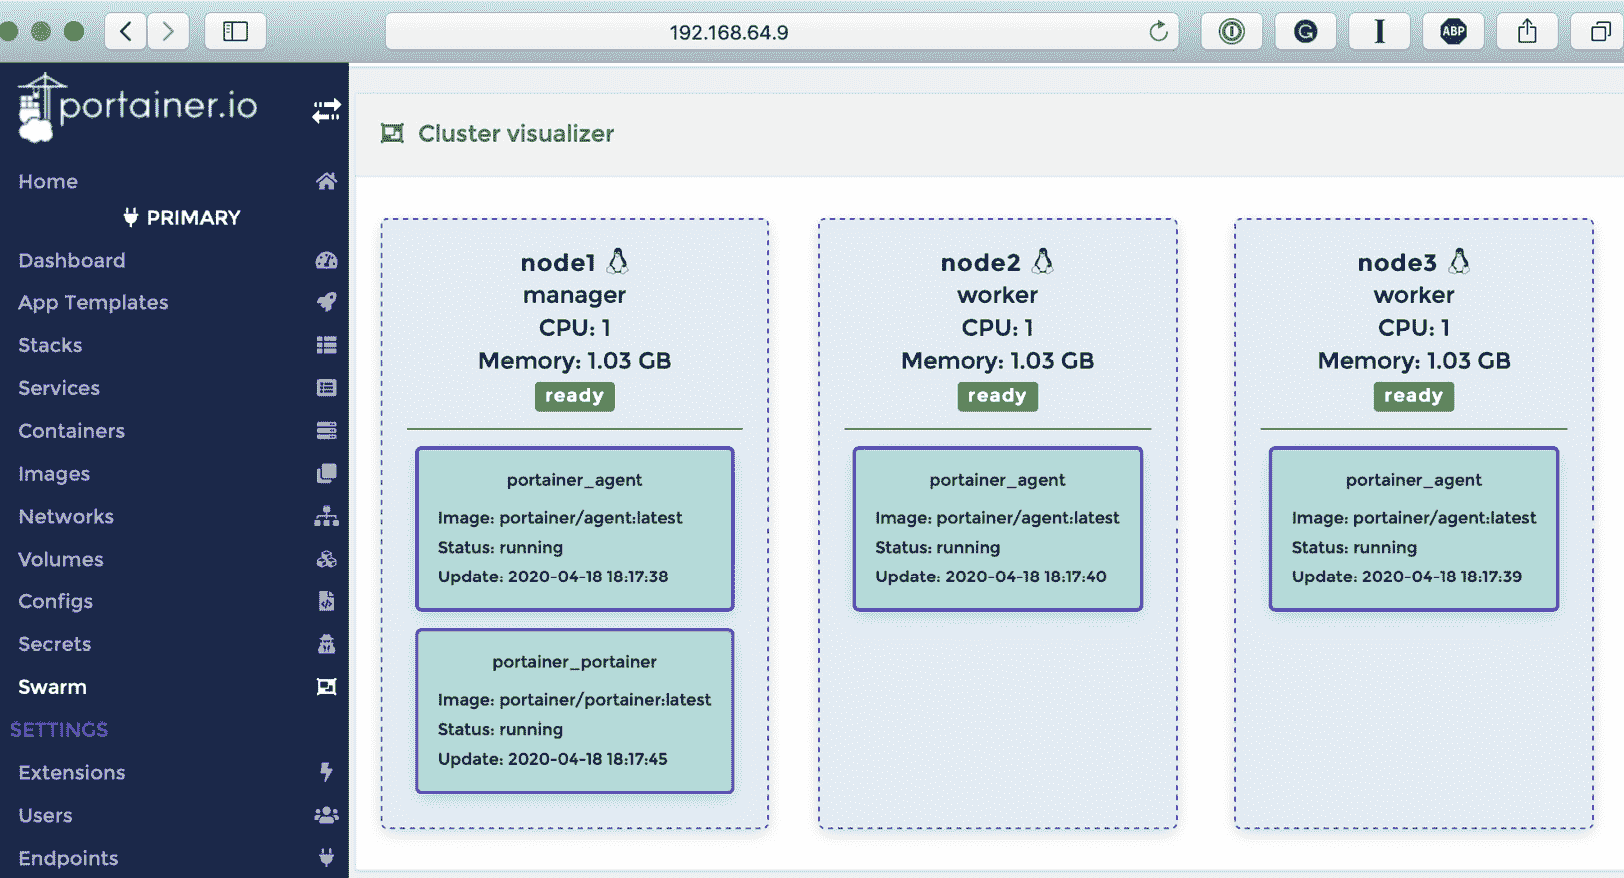 192.168.64.9
G
I
ABP
portainer.io
Home
PRIMARY
Dashboard
App Templates
Stacks
Services
Containers
Images
Networks
Volumes
Configs
Secrets
Swarm
SETTINGS
Extensions
Users
Endpoints
Cluster visualizer
node1
manager
CPU: 1
Memory: 1.03 GB
ready
portainer_agent
Image: portainer/agent:latest
Status: running
Update: 2020-04-18 18:17:38
portainer_portainer
Image: portainer/portainer:latest
Status: running
Update: 2020-04-18 18:17:45
node2
worker
CPU: 1
Memory: 1.03 GB
ready
portainer_agent
Image: portainer/agent:latest
Status: running
Update: 2020-04-18 18:17:40
node3
worker
CPU: 1
Memory: 1.03 GB
ready
portainer_agent
Image: portainer/agent:latest
Status: running
Update: 2020-04-18 18:17:39